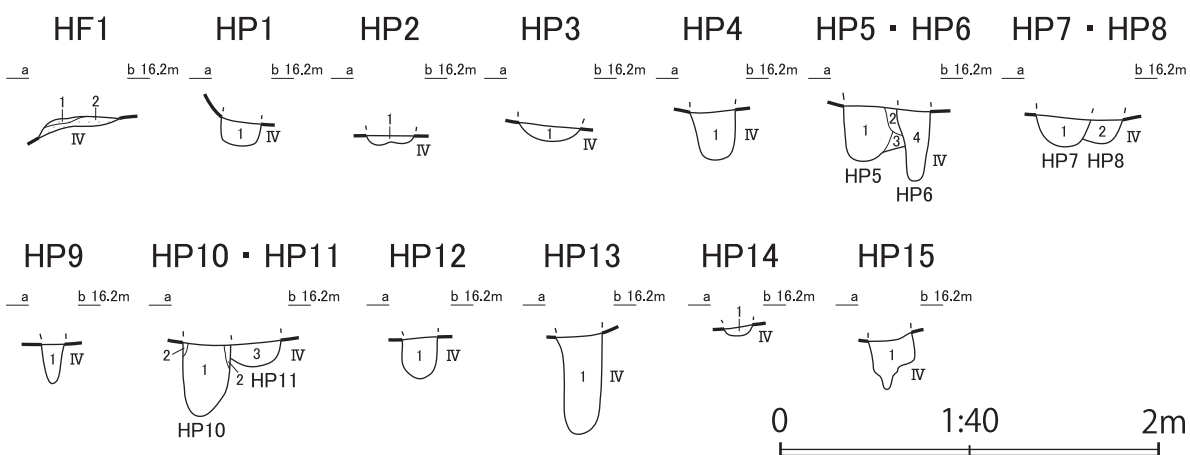 HF1 HP1 HP2 HP3 HP4 HP5・HP6 HP7・HP8
a b 16.2m a b 16.2m a b 16.2m a b 16.2m a b 16.2m a b 16.2m a b 16.2m
1 2 Ⅳ
1 Ⅳ
1 Ⅳ
1 Ⅳ
1 Ⅳ
1 2 3 4 Ⅳ
HP5 HP6
1 2 Ⅳ
HP7 HP8
HP9 HP10・HP11 HP12 HP13 HP14 HP15
a b 16.2m a b 16.2m a b 16.2m a b 16.2m a b 16.2m a b 16.2m
1 Ⅳ
2 1 2 3 Ⅳ
HP11
HP10
1 Ⅳ
1 Ⅳ
1 Ⅳ
1 Ⅳ
0 1:40 2m